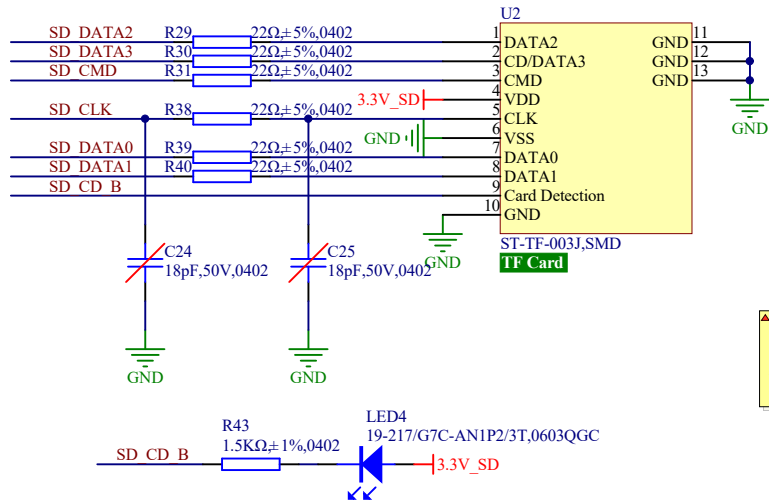 U2
SD_DATA2 R29 22Ω,±5%,0402 1 DATA2 GND 11
SD_DATA3 R30 22Ω,±5%,0402 2 CD/DATA3 GND 12
SD_CMD R31 22Ω,±5%,0402 3 CMD GND 13
3.3V_SD 4 VDD
SD_CLK R38 22Ω,±5%,0402 5 CLK
GND
GND 6 VSS
SD_DATA0 R39 22Ω,±5%,0402 7 DATA0
SD_DATA1 R40 22Ω,±5%,0402 8 DATA1
SD_CD_B 9 Card Detection
10 GND
ST-TF-003J,SMD
C24
18pF,50V,0402
C25
18pF,50V,0402
GND
TF Card
GND
GND
LED4
R43
19-217/G7C-AN1P2/3T,0603QGC
1.5KΩ,±1%,0402
SD_CD_B
3.3V_SD